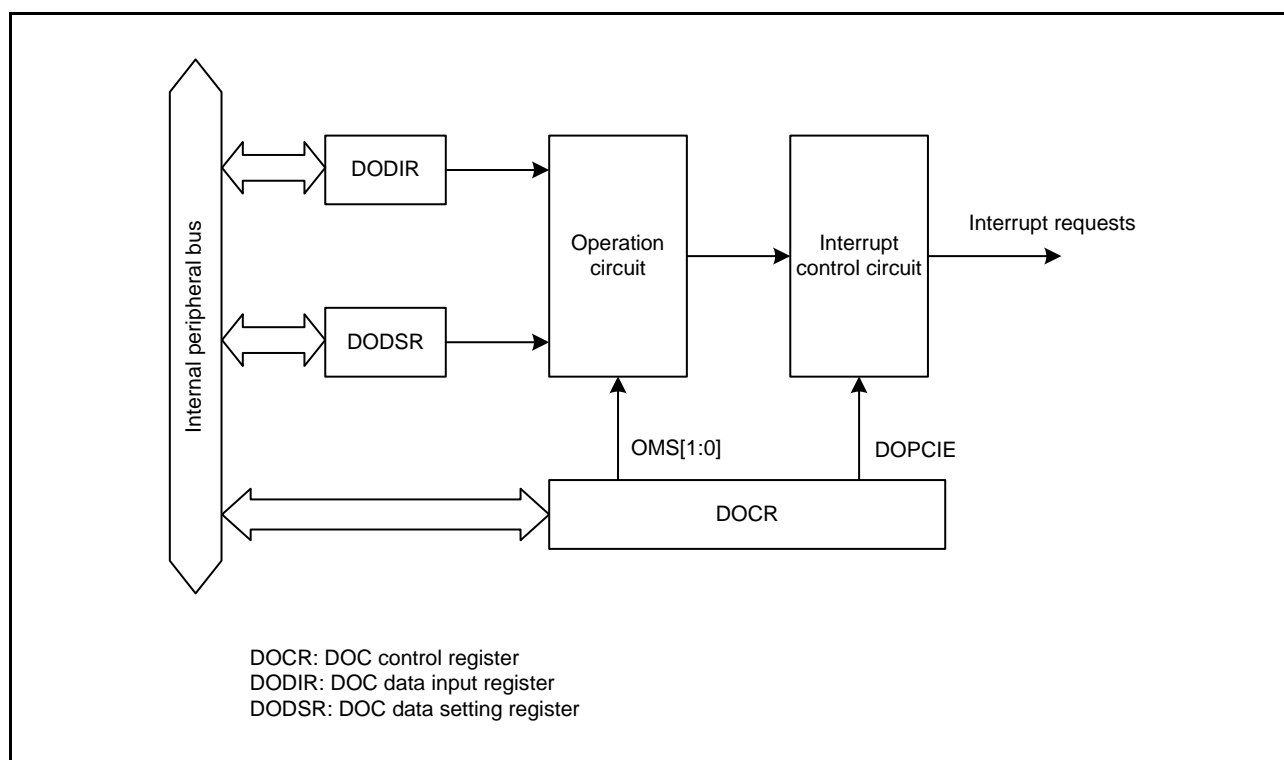 Internal peripheral bus
DODIR
DODSR
Operation
circuit
Interrupt
control circuit
Interrupt requests
OMS[1:0]
DOPCIE
DOCR
DOCR: DOC control register
DODIR: DOC data input register
DODSR: DOC data setting register